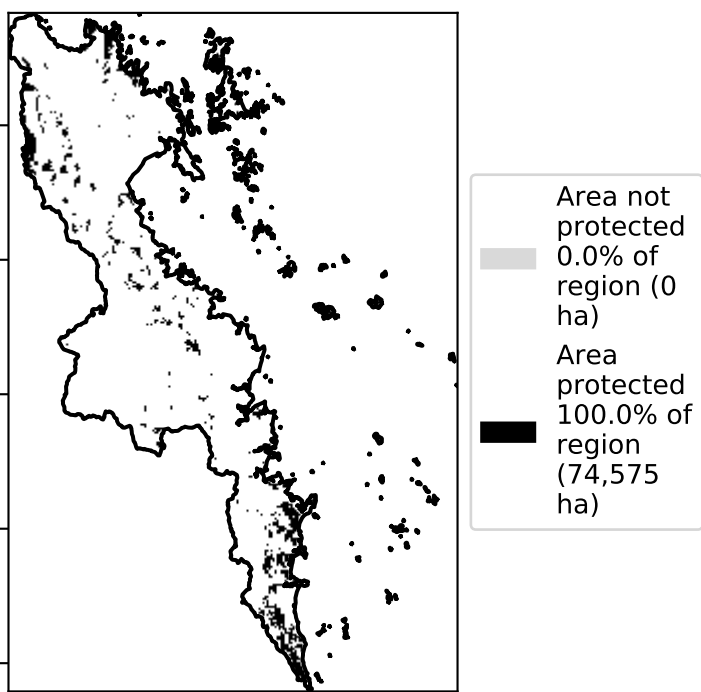 Area not
protected
0.0% of
region (0
ha)
Area
protected
100.0% of
region
(74,575
ha)